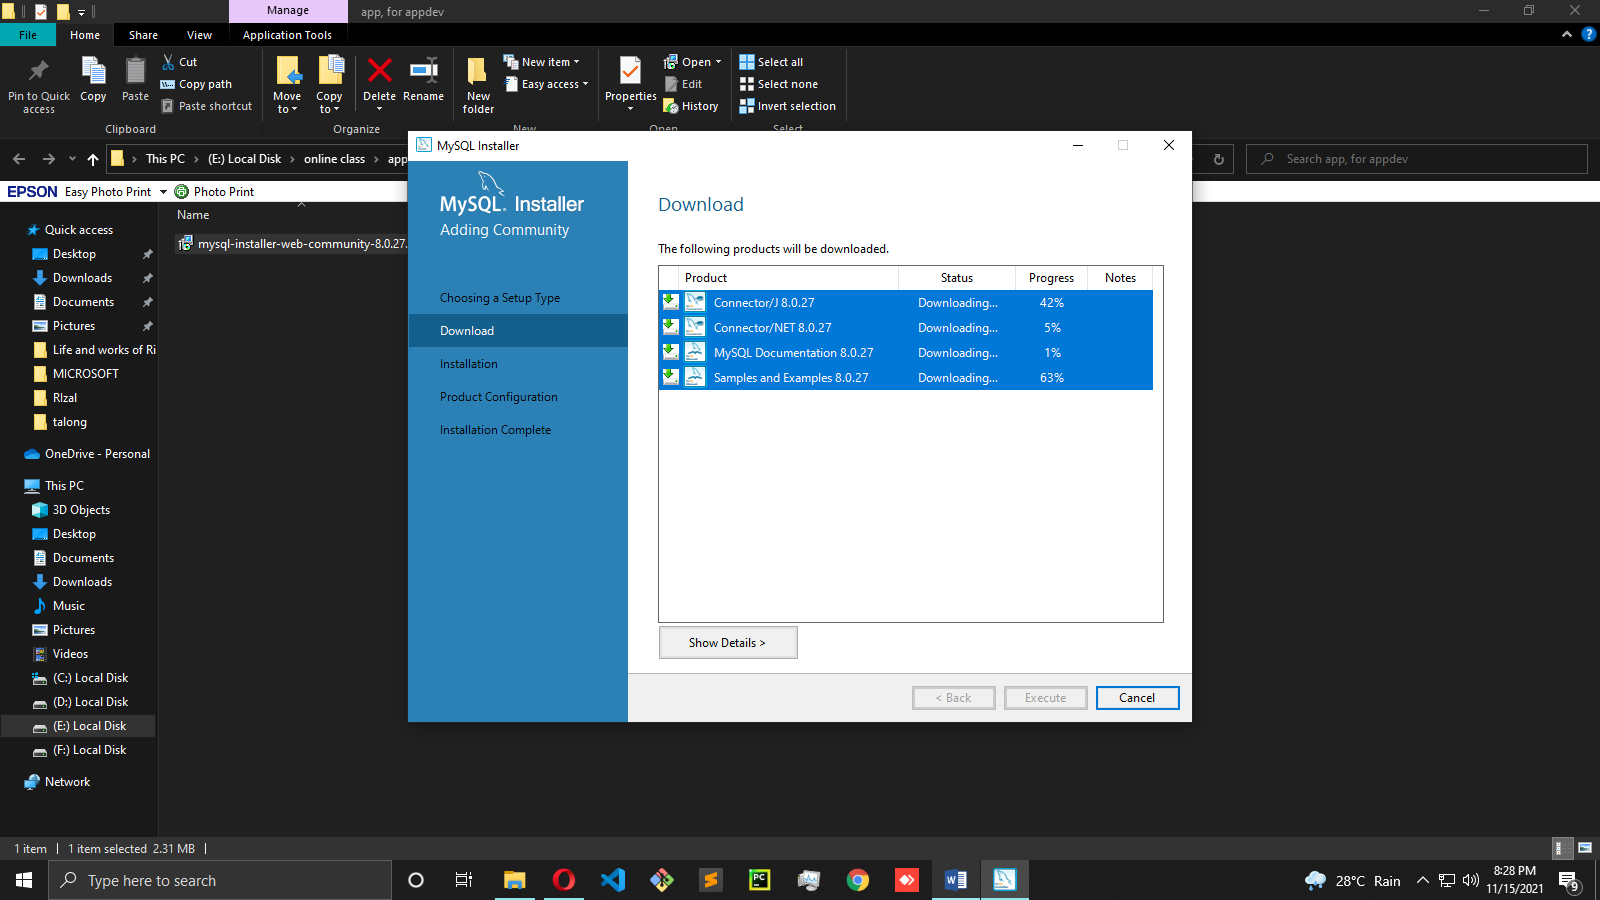 Manage
app, for appdev
File
Home
Share
View
Application Tools
Pin to Quick access
Copy
Paste
Cut
Copy path
Paste shortcut
Clipboard
Move to
Copy to
Delete
Rename
Organize
New folder
New item
Easy access
New
Properties
Open
Edit
History
Open
Select all
Select none
Invert selection
Select
This PC
(E:) Local Disk
online class
app
Search app, for appdev
EPSON
Easy Photo Print
Photo Print
Name
mysql-installer-web-community-8.0.27.
Quick access
Desktop
Downloads
Documents
Pictures
Life and works of Ri
MICROSOFT
RIzal
talong
OneDrive - Personal
This PC
3D Objects
Desktop
Documents
Downloads
Music
Pictures
Videos
(C:) Local Disk
(D:) Local Disk
(E:) Local Disk
(F:) Local Disk
Network
MySQL Installer
MySQL. Installer
Adding Community
Choosing a Setup Type
Download
Installation
Product Configuration
Installation Complete
Download
The following products will be downloaded.
Product Status Progress Notes
Connector/J 8.0.27 Downloading... 42%
Connector/NET 8.0.27 Downloading... 5%
MySQL Documentation 8.0.27 Downloading... 1%
Samples and Examples 8.0.27 Downloading... 63%
Show Details >
< Back
Execute
Cancel
1 item
1 item selected 2.31 MB
Type here to search
PC
28°C Rain
8:28 PM
11/15/2021
9